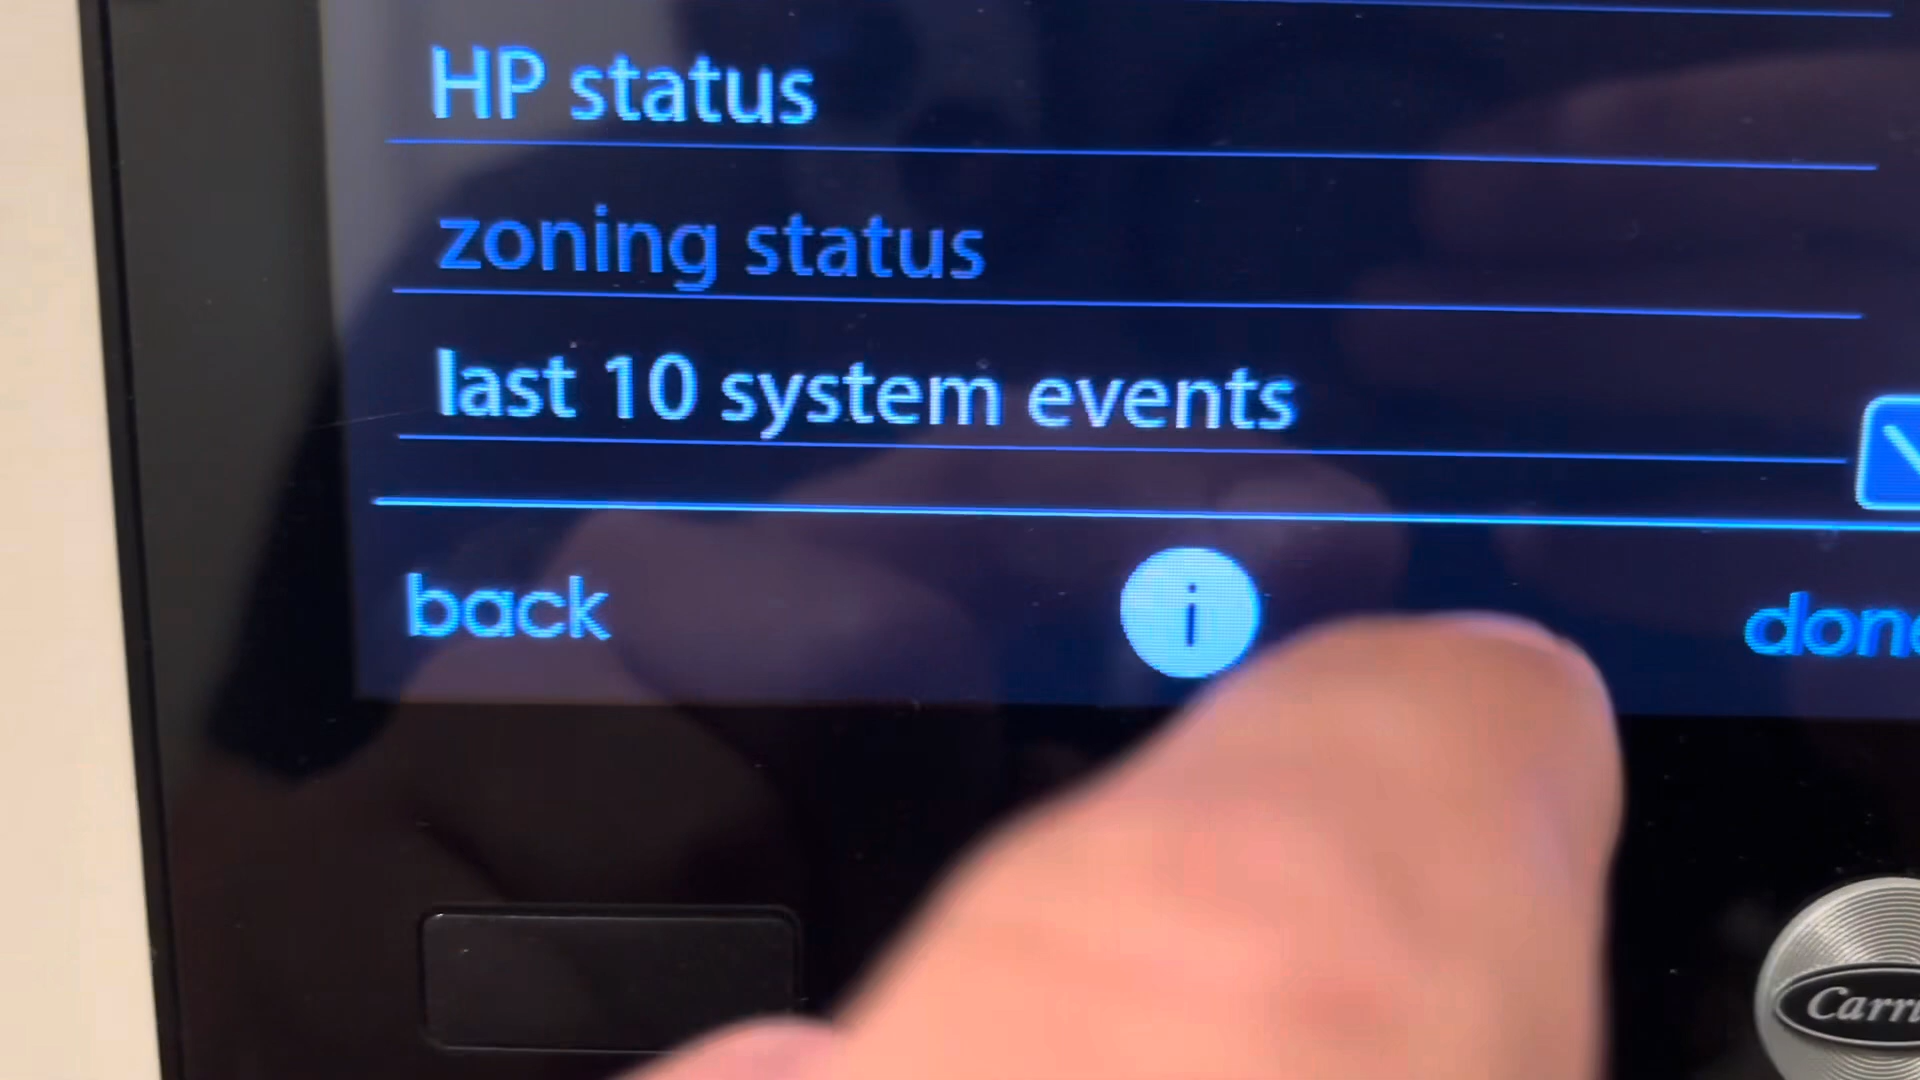 HP status
zoning status
last 10 system events
back
i